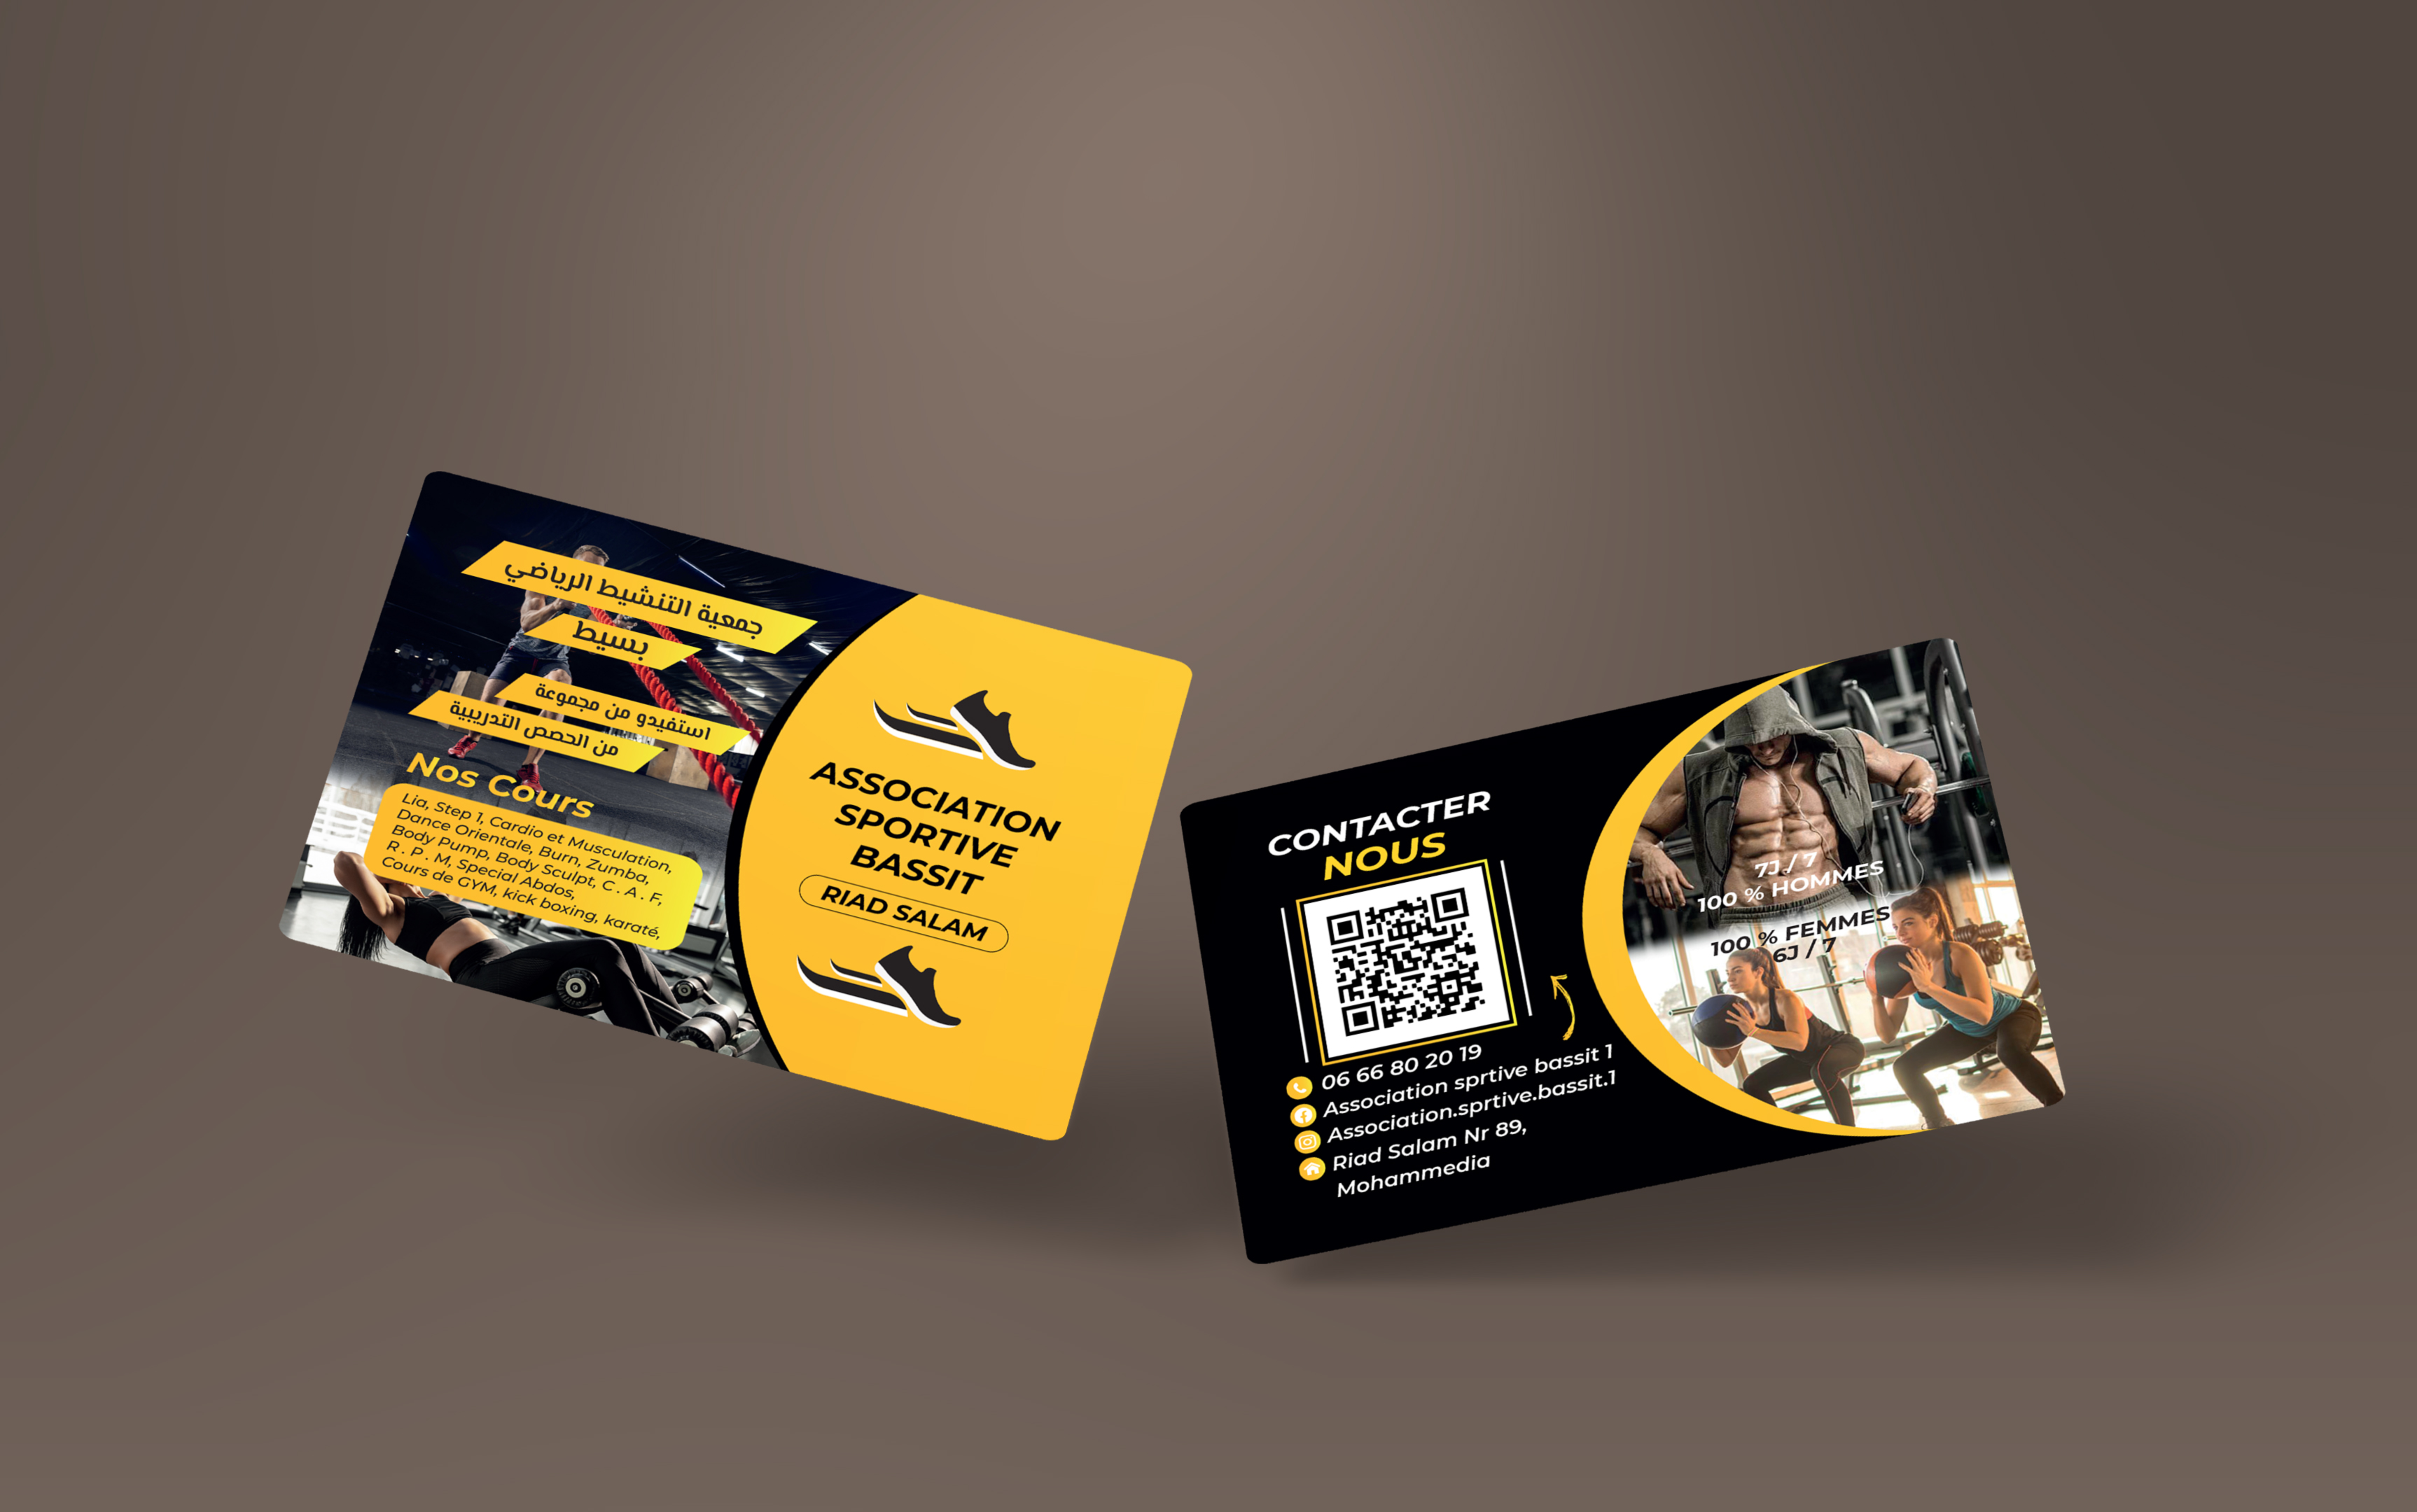 جمعية التنشيط الرياضي
بسيط
استفيدو من مجموعة
من الحصص التدريبية
Nos Cours
Lia, Step 1, Cardio et Musculation,
Dance Orientale, Burn, Zumba,
Body Pump, Body Sculpt, C . A . F,
R . P . M, Special Abdos,
Cours de GYM, kick boxing, karaté,
ASSOCIATION
SPORTIVE
BASSIT
RIAD SALAM
CONTACTER
NOUS
06 66 80 20 19
Association sprtive bassit 1
Association.sprtive.bassit.1
Riad Salam Nr 89,
Mohammedia
7J / 7
100 % HOMMES
100 % FEMMES
6J / 7